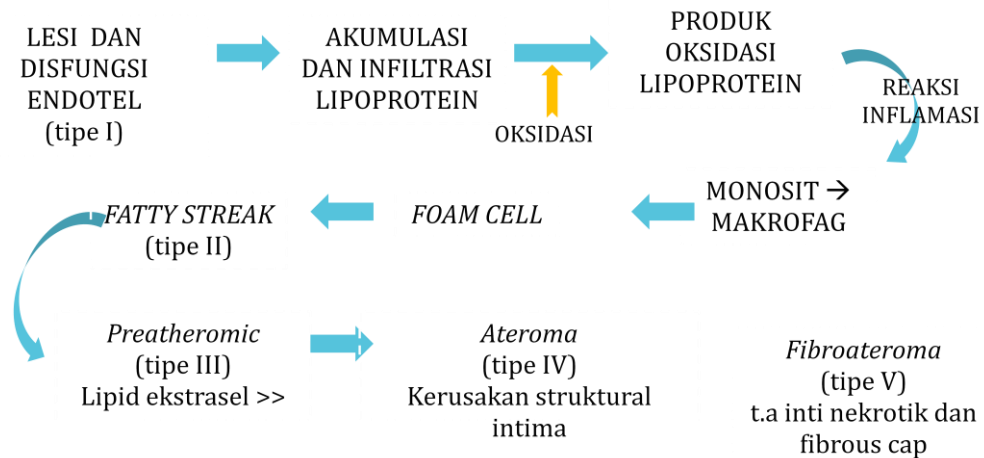 LESI DAN
DISFUNGSI
ENDOTEL
(tipe I)
AKUMULASI
DAN INFILTRASI
LIPOPROTEIN
OKSIDASI
PRODUK
OKSIDASI
LIPOPROTEIN
REAKSI
INFLAMASI
MONOSIT →
MAKROFAG
FOAM CELL
FATTY STREAK
(tipe II)
Preatheromic
(tipe III)
Lipid ekstrasel >>
Ateroma
(tipe IV)
Kerusakan struktural
intima
Fibroateroma
(tipe V)
t.a inti nekrotik dan
fibrous cap